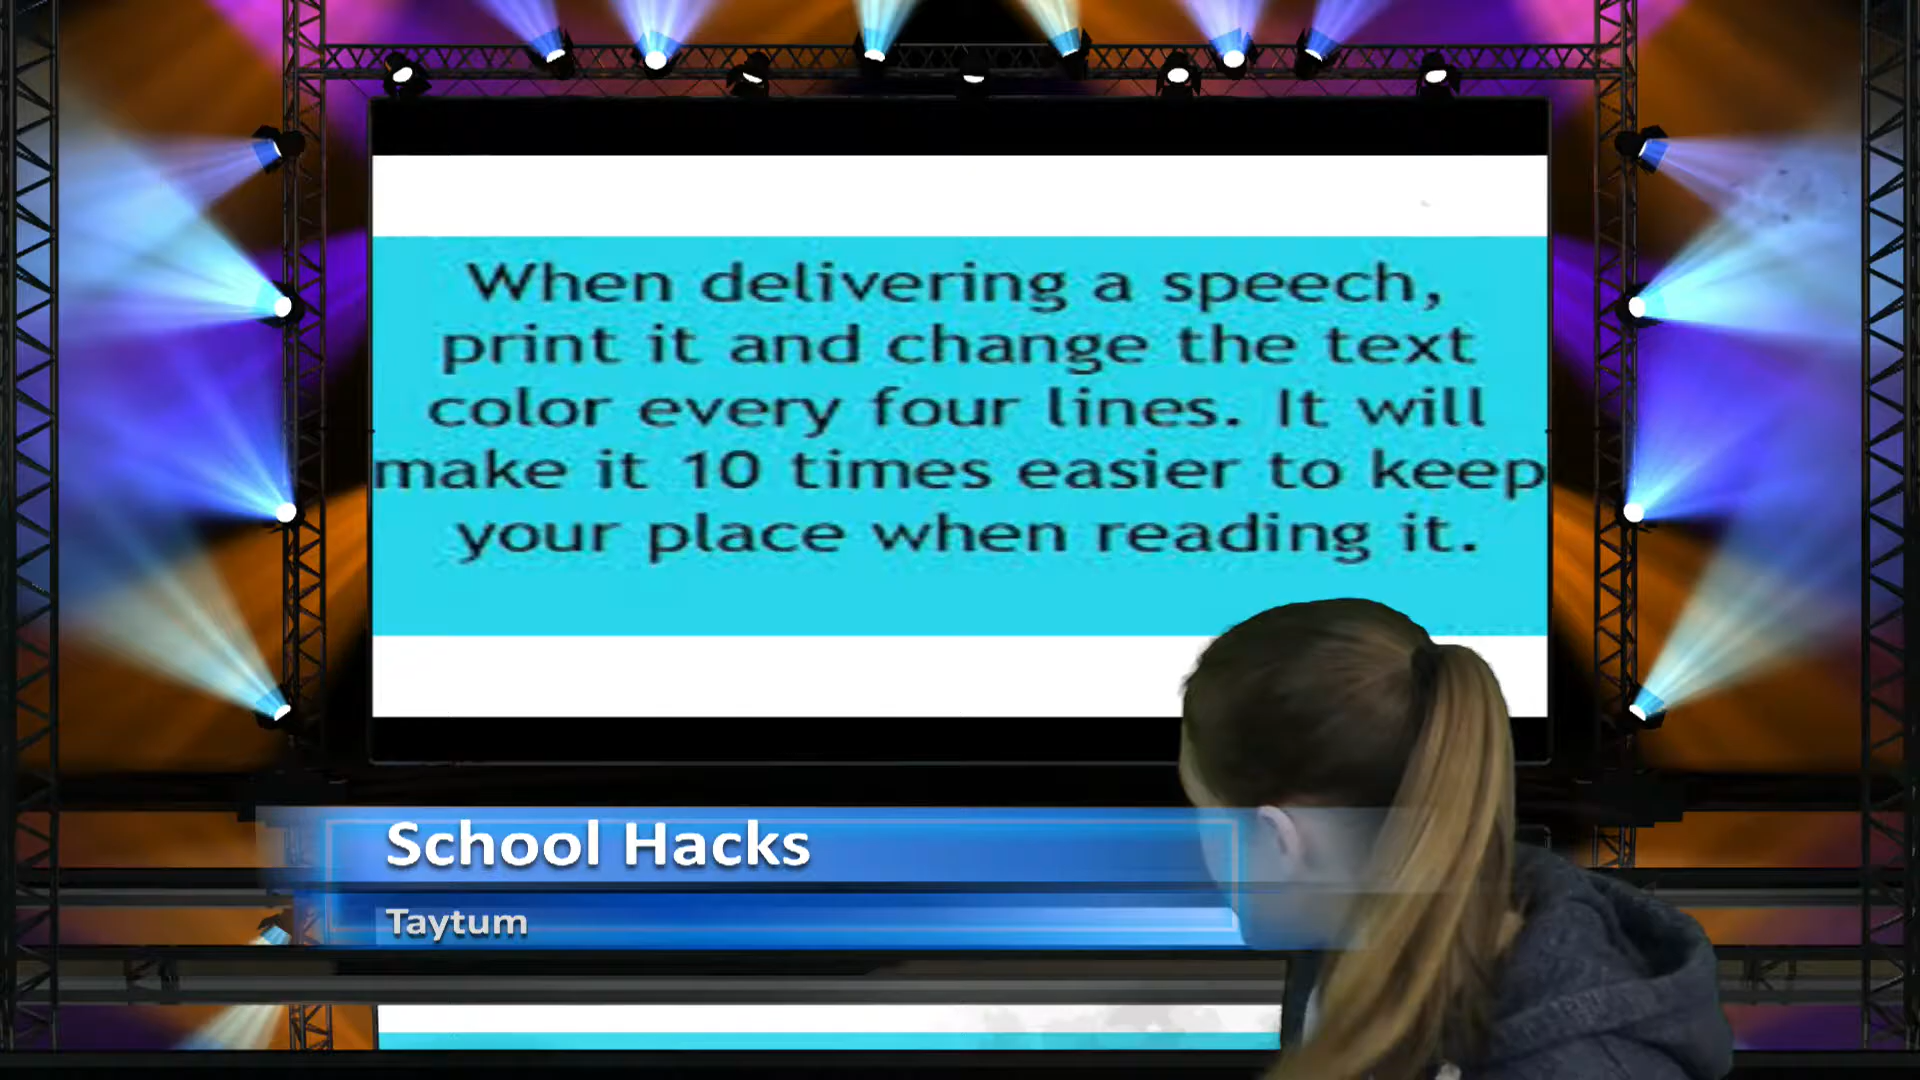 When delivering a speech,
print it and change the text
color every four lines. It will
make it 10 times easier to keep
your place when reading it.
School Hacks
Taytum